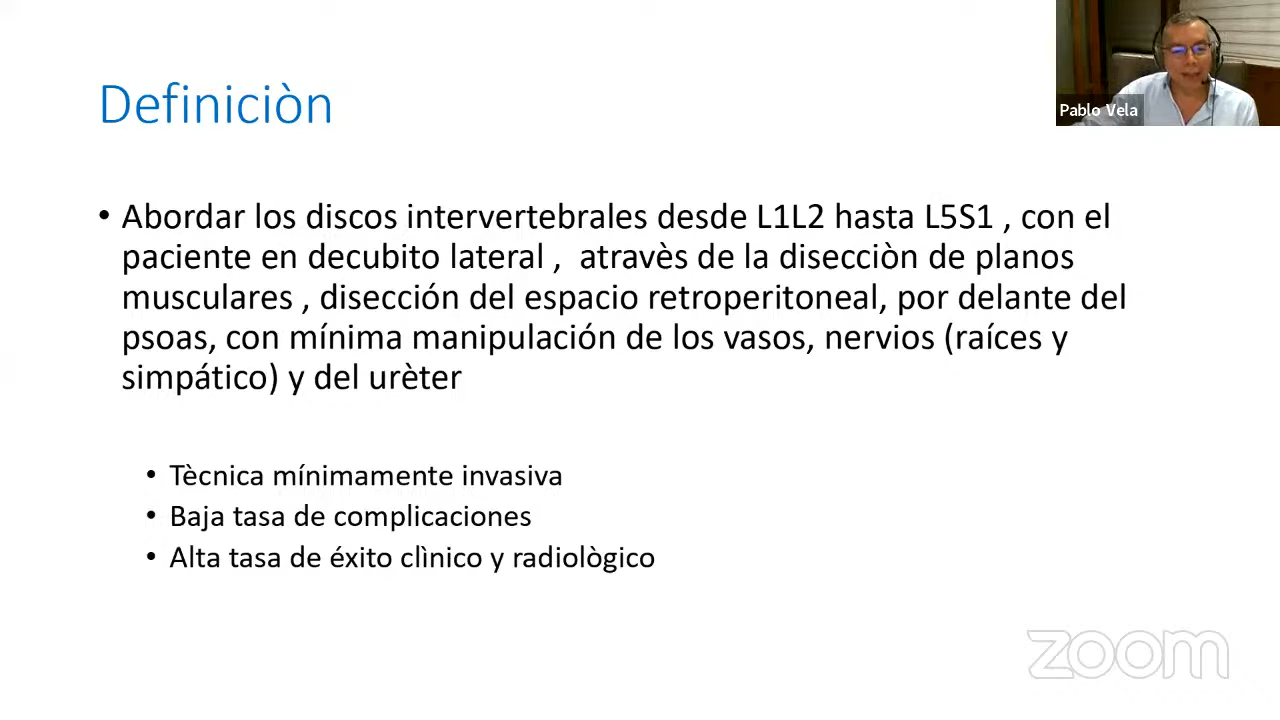 Definiciòn
Pablo Vela
• Abordar los discos intervertebrales desde L1L2 hasta L5S1 , con el
paciente en decubito lateral ,  atravès de la disecciòn de planos
musculares , disección del espacio retroperitoneal, por delante del
psoas, con mínima manipulación de los vasos, nervios (raíces y
simpático) y del urèter
• Tècnica mínimamente invasiva
• Baja tasa de complicaciones
• Alta tasa de éxito clìnico y radiològico
zoom